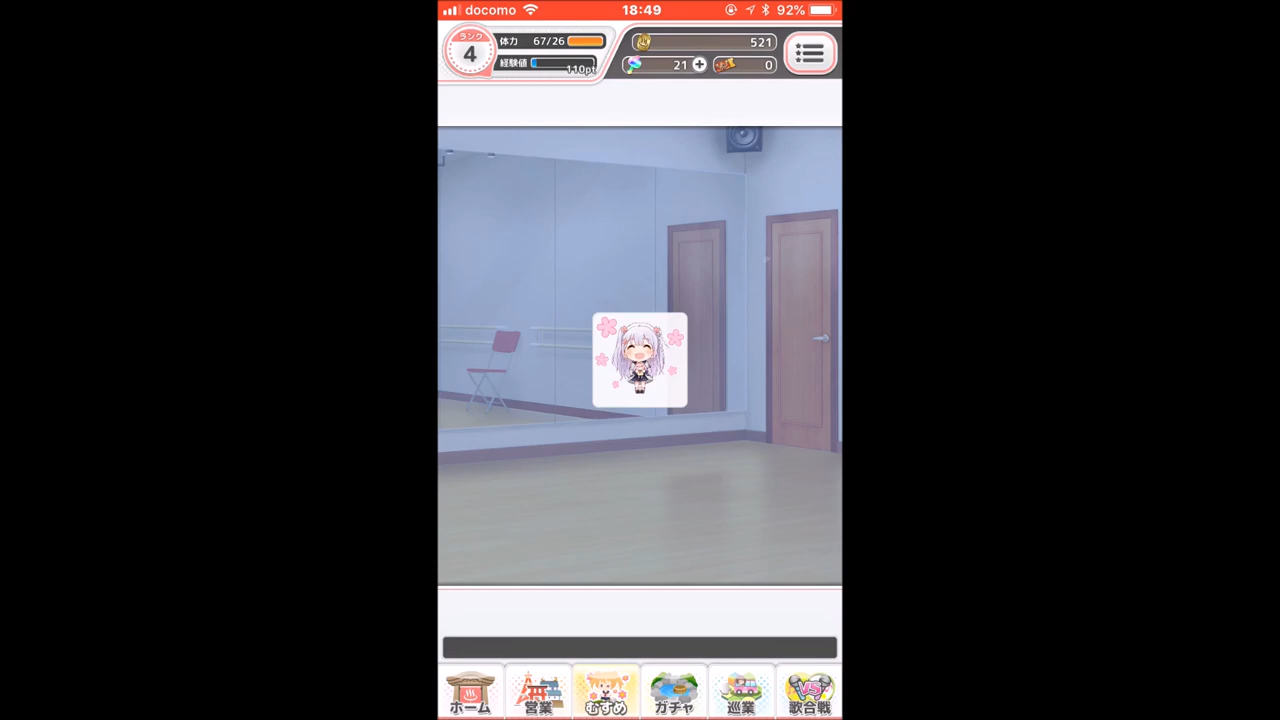 docomo 18:49 92%
ランク
4
体力 67/26
経験値 110pt
521
21
0
ホーム 営業 むすめ ガチャ 巡業 VS 歌合戦